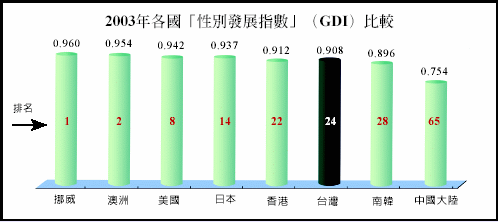 2003年各國「性別發展指數」（GDI）比較
0.960 0.954 0.942 0.937 0.912 0.908 0.896 0.754
排名
1 2 8 14 22 24 28 65
挪威 澳洲 美國 日本 香港 台灣 南韓 中國大陸